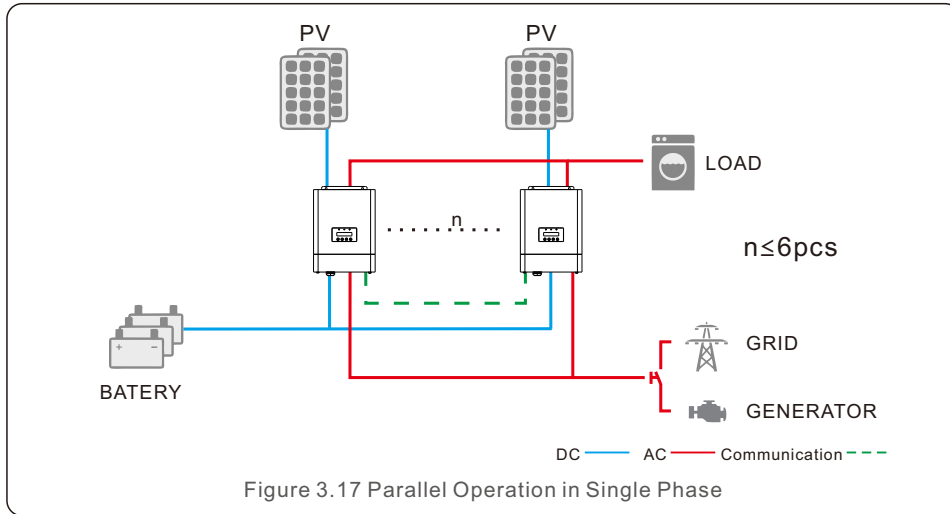 PV
PV
LOAD
n
n≤6pcs
+ −
BATERY
GRID
GENERATOR
DC
AC
Communication
Figure 3.17 Parallel Operation in Single Phase